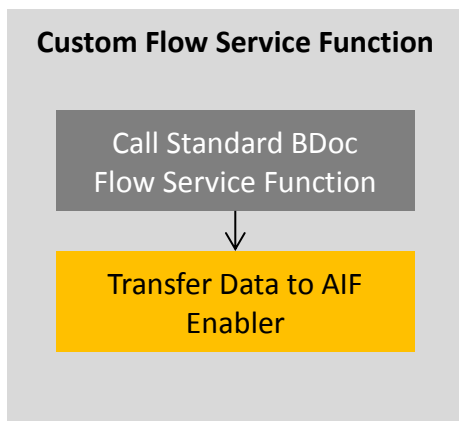 Custom Flow Service Function
Call Standard BDoc
Flow Service Function
Transfer Data to AIF
Enabler